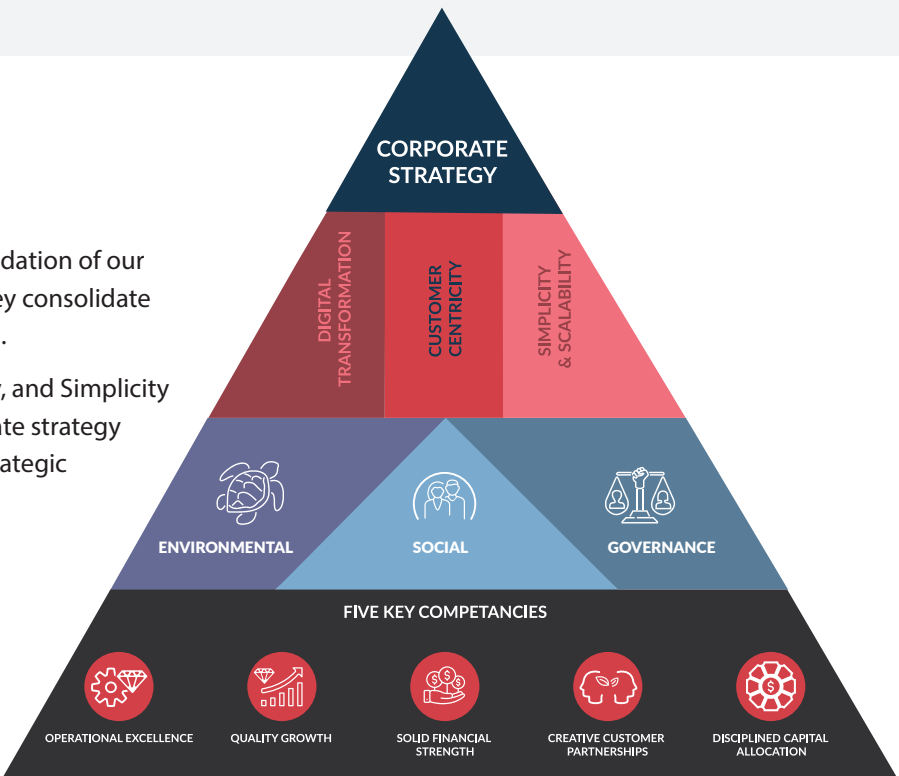 CORPORATE
STRATEGY
dation of our
ey consolidate
.
, and Simplicity
ate strategy
rategic
DIGITAL
TRANSFORMATION
CUSTOMER
CENTRICITY
SIMPLICITY
& SCALABILITY
ENVIRONMENTAL
SOCIAL
GOVERNANCE
FIVE KEY COMPETANCIES
OPERATIONAL EXCELLENCE
QUALITY GROWTH
SOLID FINANCIAL
STRENGTH
CREATIVE CUSTOMER
PARTNERSHIPS
DISCIPLINED CAPITAL
ALLOCATION